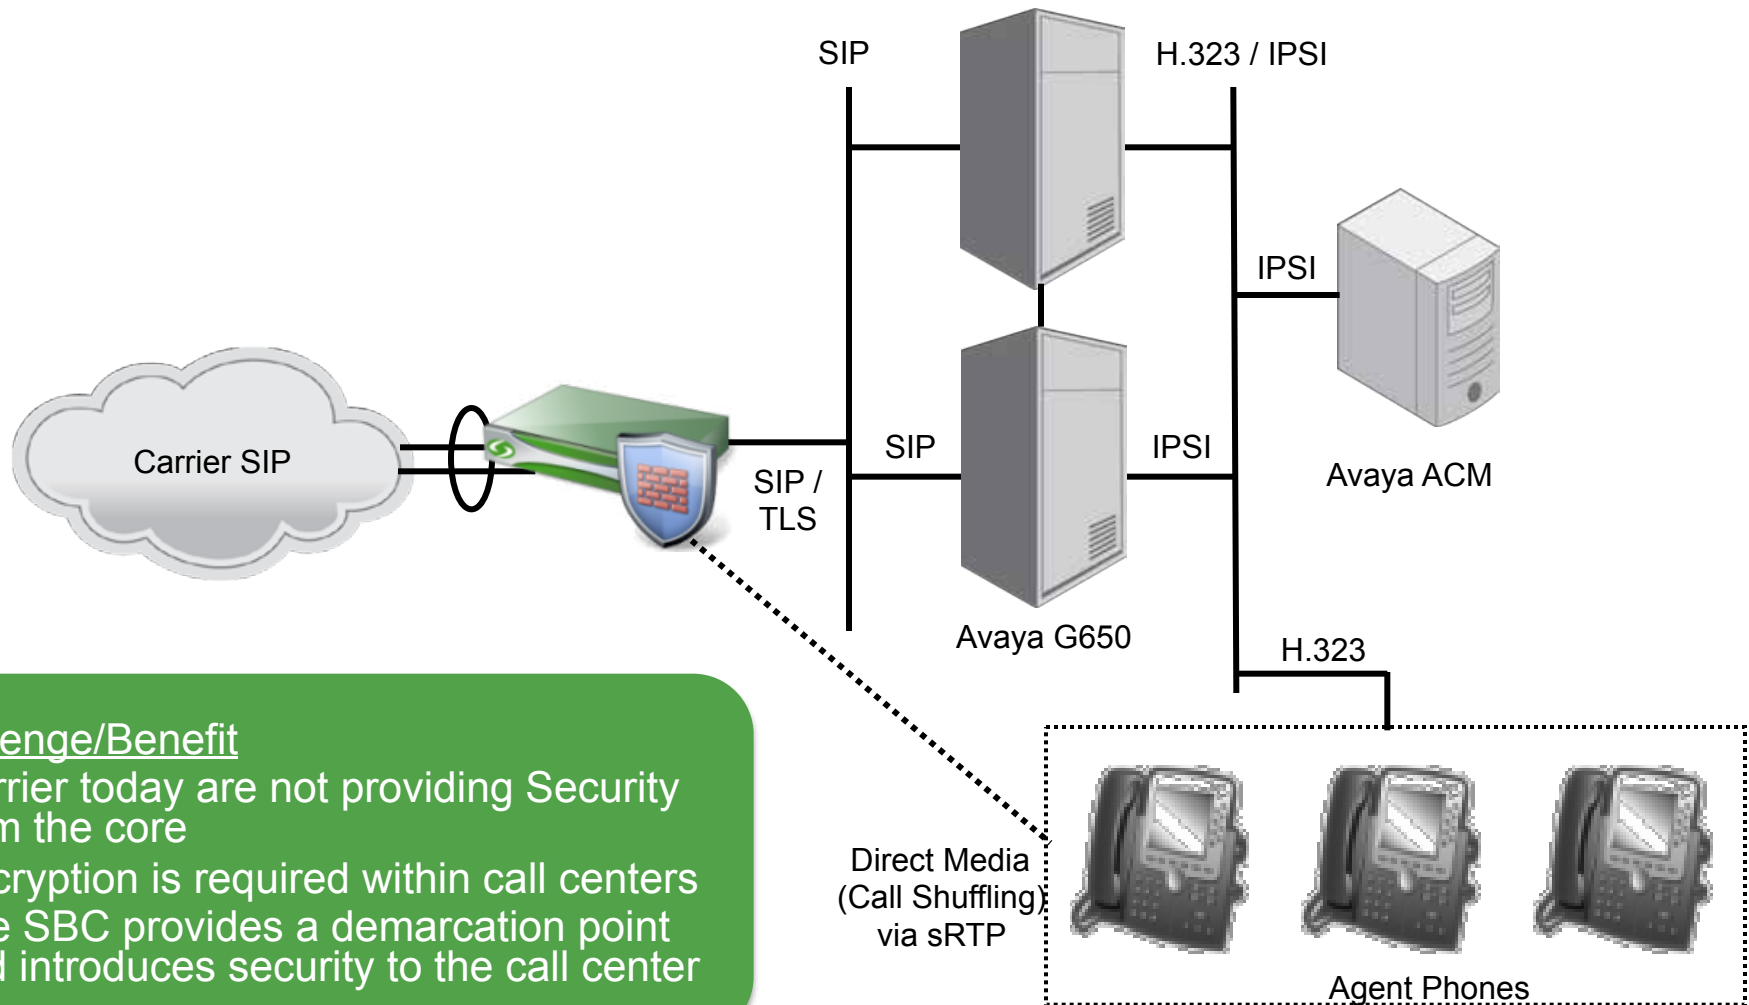 SIP
H.323 / IPSI
IPSI
Carrier SIP
SIP
IPSI
SIP /
TLS
Avaya ACM
Avaya G650
H.323
enge/Benefit
rrier today are not providing Security
m the core
cryption is required within call centers
e SBC provides a demarcation point
d introduces security to the call center
Direct Media
(Call Shuffling)
via sRTP
Agent Phones